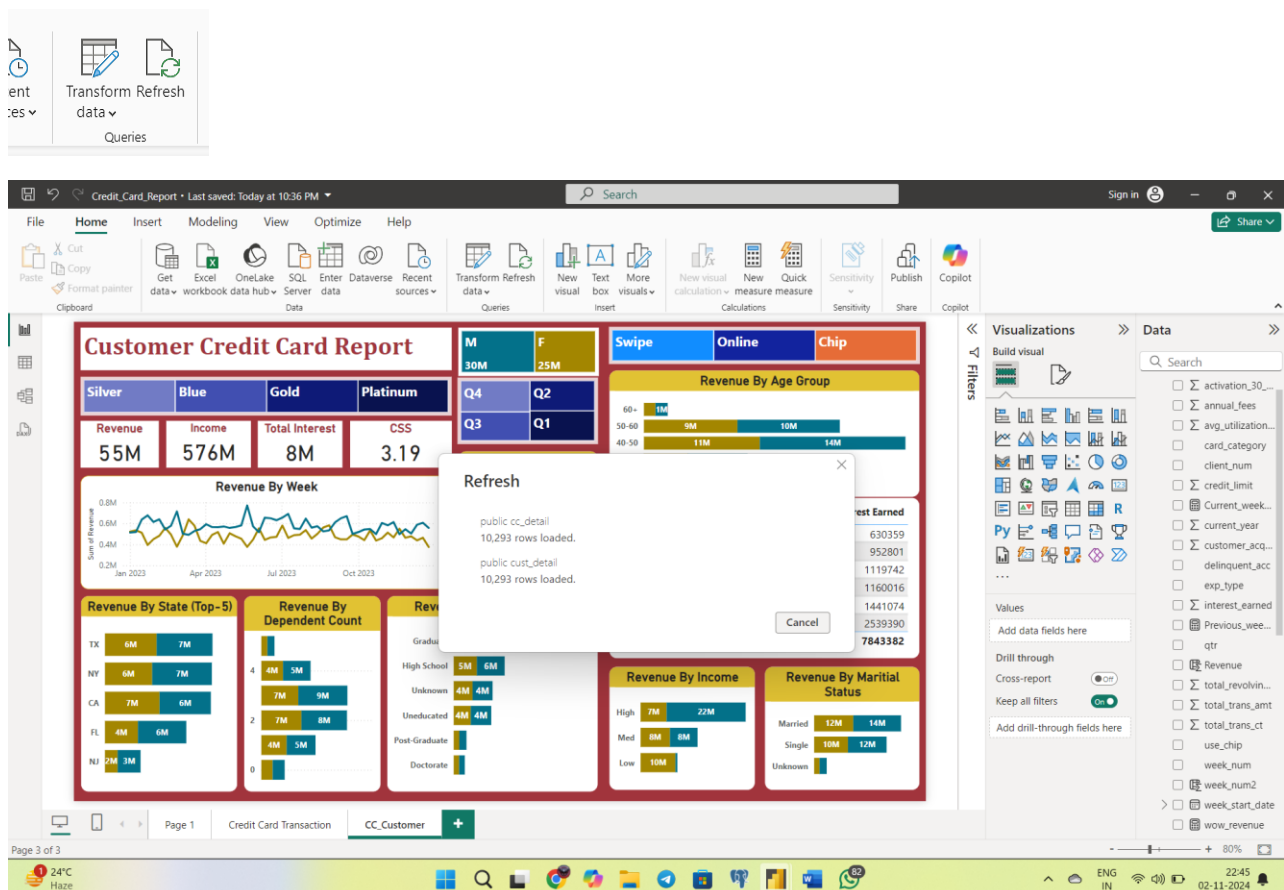 ent
ces
Transform
data
Refresh
Queries
Credit_Card_Report • Last saved: Today at 10:36 PM
Search
Sign in
File
Home
Insert
Modeling
View
Optimize
Help
Share
Paste
Cut
Copy
Format painter
Clipboard
Get
data
Excel
workbook
OneLake
data hub
SQL
Server
Enter
data
Dataverse
Recent
sources
Data
Transform
data
Refresh
Queries
New
visual
Text
box
More
visuals
Insert
New visual
calculation
New
measure
Quick
measure
Calculations
Sensitivity
Sensitivity
Publish
Share
Copilot
Copilot
Customer Credit Card Report
M
30M
F
25M
Swipe
Online
Chip
Silver
Blue
Gold
Platinum
Q4
Q2
Q3
Q1
Revenue
55M
Income
576M
Total Interest
8M
CSS
3.19
Revenue By Age Group
60+
1M
50-60
9M
10M
40-50
11M
14M
Revenue By Week
Sum of Revenue
0.8M
0.6M
0.4M
0.2M
Jan 2023
Apr 2023
Jul 2023
Oct 2023
Refresh
public cc_detail
10,293 rows loaded.
public cust_detail
10,293 rows loaded.
Cancel
rest Earned
630359
952801
1119742
1160016
1441074
2539390
7843382
Revenue By State (Top-5)
TX
6M
7M
NY
6M
7M
CA
7M
6M
FL
4M
6M
NJ
2M
3M
Revenue By
Dependent Count
4
4M
5M
7M
9M
2
7M
8M
4M
5M
0
Reve
Gradua
High School
5M
6M
Unknown
4M
4M
Uneducated
4M
4M
Post-Graduate
Doctorate
Revenue By Income
High
7M
22M
Med
8M
8M
Low
10M
Revenue By Maritial
Status
Married
12M
14M
Single
10M
12M
Unknown
Filters
Visualizations
Build visual
123
R
Py
...
Values
Add data fields here
Drill through
Cross-report
Off
Keep all filters
On
Add drill-through fields here
Data
Search
activation_30_...
annual_fees
avg_utilization...
card_category
client_num
credit_limit
Current_week...
current_year
customer_acq...
delinquent_acc
exp_type
interest_earned
Previous_wee...
qtr
Revenue
total_revolvin...
total_trans_amt
total_trans_ct
use_chip
week_num
week_num2
week_start_date
wow_revenue
Page 1
Credit Card Transaction
CC_Customer
+
Page 3 of 3
- + 80%
1
24°C
Haze
82
ENG
IN
22:45
02-11-2024